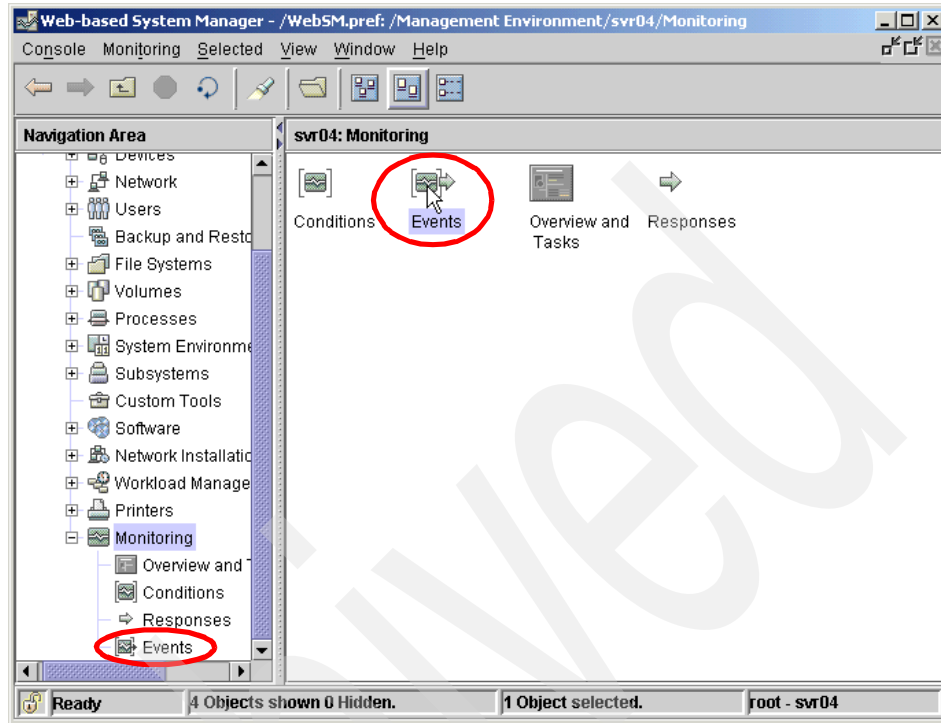 Web-based System Manager - /WebSM.pref: /Management Environment/svr04/Monitoring
Console Monitoring Selected View Window Help
Navigation Area
Devices
Network
Users
Backup and Resto
File Systems
Volumes
Processes
System Environme
Subsystems
Custom Tools
Software
Network Installatio
Workload Manage
Printers
Monitoring
Overview and T
Conditions
Responses
Events
svr04: Monitoring
Conditions
Events
Overview and
Tasks
Responses
Ready
4 Objects shown 0 Hidden.
1 Object selected.
root - svr04